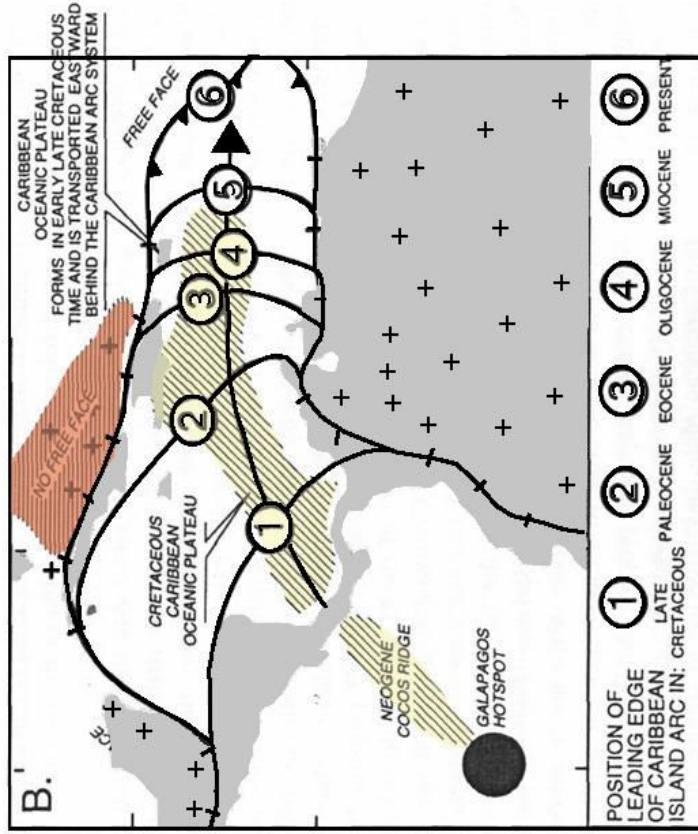 B.
CARIBBEAN
OCEANIC PLATEAU
FORMS IN EARLY LATE CRETACEOUS
TIME AND IS TRANSPORTED EASTWARD
BEHIND THE CARIBBEAN ARC SYSTEM
NO FREE FACE
FREE FACE
CE
CRETACEOUS
CARIBBEAN
OCEANIC PLATEAU
1
2
3
4
5
6
NEOGENE
COCOS RIDGE
GALAPAGOS
HOTSPOT
POSITION OF
LEADING EDGE
OF CARIBBEAN
ISLAND ARC IN:
1
LATE
CRETACEOUS
2
PALEOCENE
3
EOCENE
4
OLIGOCENE
5
MIOCENE
6
PRESENT